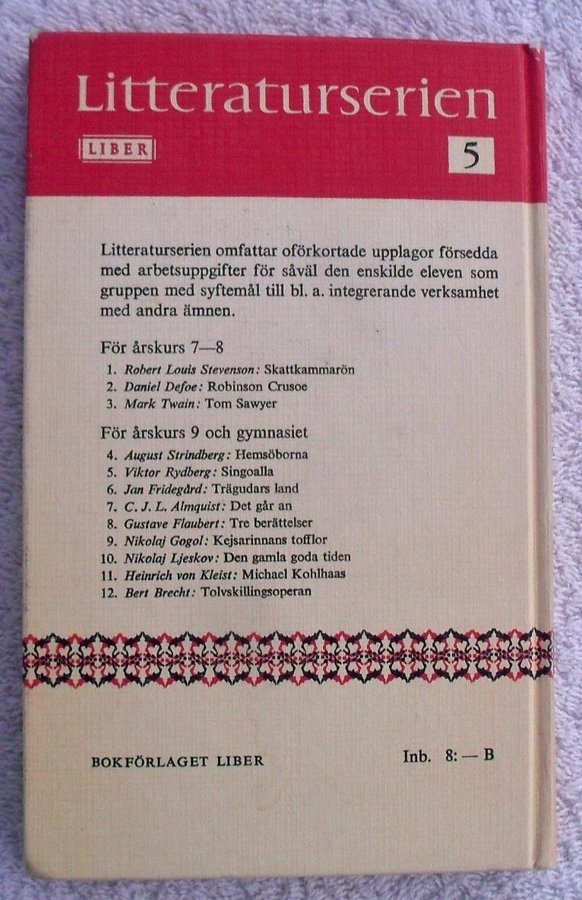 Litteraturserien
LIBER
5
Litteraturserien omfattar oförkortade upplagor försedda
med arbetsuppgifter för såväl den enskilde eleven som
gruppen med syftemål till bl. a. integrerande verksamhet
med andra ämnen.
För årskurs 7—8
1. Robert Louis Stevenson: Skattkammarön
2. Daniel Defoe: Robinson Crusoe
3. Mark Twain: Tom Sawyer
För årskurs 9 och gymnasiet
4. August Strindberg: Hemsöborna
5. Viktor Rydberg: Singoalla
6. Jan Fridegård: Trägudars land
7. C. J. L. Almquist: Det går an
8. Gustave Flaubert: Tre berättelser
9. Nikolaj Gogol: Kejsarinnans tofflor
10. Nikolaj Ljeskov: Den gamla goda tiden
11. Heinrich von Kleist: Michael Kohlhaas
12. Bert Brecht: Tolvskillingsoperan
BOKFÖRLAGET LIBER
Inb. 8: — B